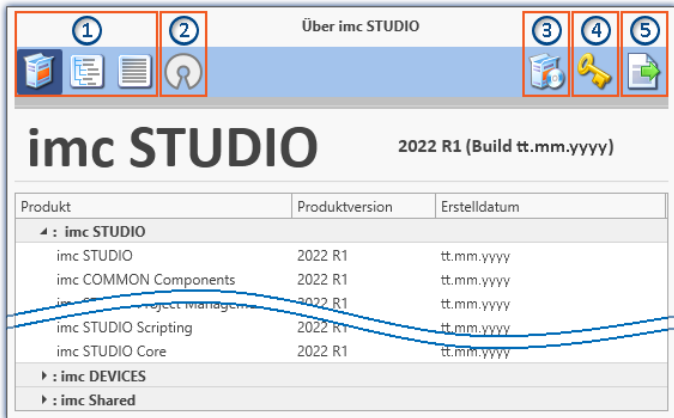 1 2 Über imc STUDIO 3 4 5
imc STUDIO 2022 R1 (Build tt.mm.yyyy)
Produkt Produktversion Erstelldatum
: imc STUDIO
imc STUDIO 2022 R1 tt.mm.yyyy
imc COMMON Components 2022 R1 tt.mm.yyyy
2022 R1 tt.mm.yyyy
imc STUDIO Scripting 2022 R1 tt.mm.yyyy
imc STUDIO Core 2022 R1 tt.mm.yyyy
: imc DEVICES
: imc Shared